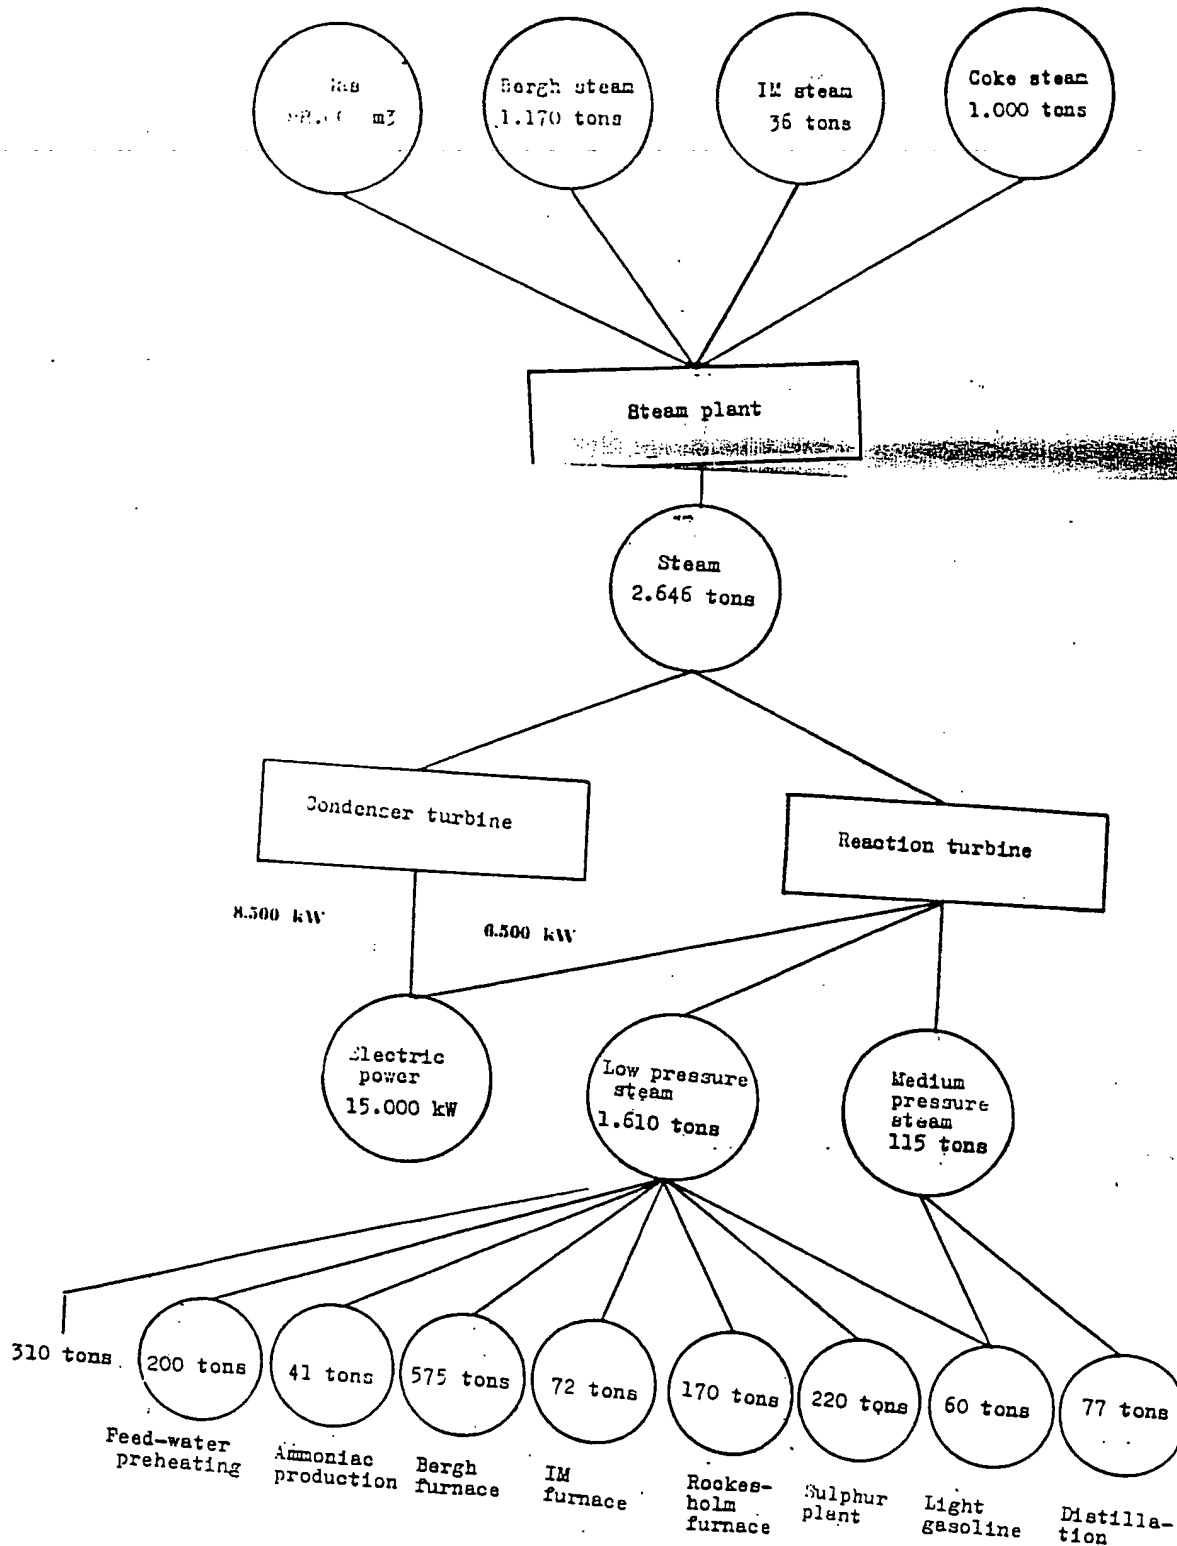 m3
Bergh steam
1.170 tons
IM steam
36 tons
Coke steam
1.000 tons
Steam plant
Steam
2.646 tons
Condenser turbine
Reaction turbine
8.500 kW
6.500 kW
Electric
power
15.000 kW
Low pressure
steam
1.610 tons
Medium
pressure
steam
115 tons
310 tons
200 tons
41 tons
575 tons
72 tons
170 tons
220 tons
60 tons
77 tons
Feed-water
preheating
Ammoniac
production
Bergh
furnace
IM
furnace
Rockes-
holm
furnace
Sulphur
plant
Light
gasoline
Distilla-
tion